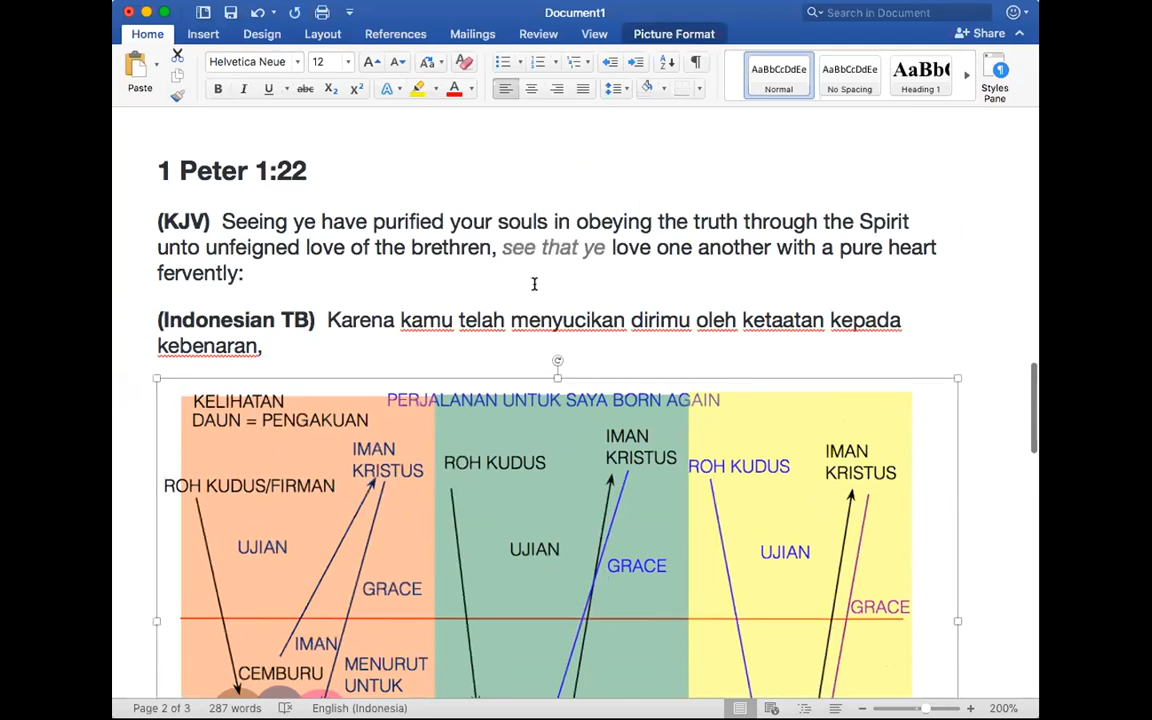 Document1
Search in Document
Home Insert Design Layout References Mailings Review View Picture Format Share
Paste
Helvetica Neue 12
AaBbCcDdEe AaBbCcDdEe AaBb(
Normal No Spacing Heading 1
Styles
Pane
1 Peter 1:22
(KJV) Seeing ye have purified your souls in obeying the truth through the Spirit
unto unfeigned love of the brethren, see that ye love one another with a pure heart
fervently:
(Indonesian TB) Karena kamu telah menyucikan dirimu oleh ketaatan kepada
kebenaran,
PERJALANAN UNTUK SAYA BORN AGAIN
KELIHATAN
DAUN = PENGAKUAN
IMAN
KRISTUS
ROH KUDUS/FIRMAN
UJIAN
GRACE
IMAN
CEMBURU
MENURUT
UNTUK
ROH KUDUS
IMAN
KRISTUS
UJIAN
GRACE
ROH KUDUS
IMAN
KRISTUS
UJIAN
GRACE
Page 2 of 3 287 words English (Indonesia) 200%